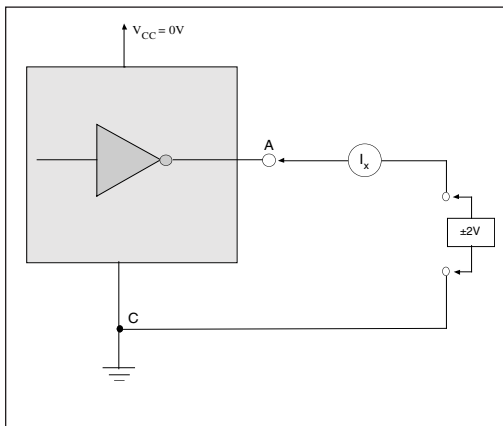 V_CC = 0V
A
I_x
±2V
C